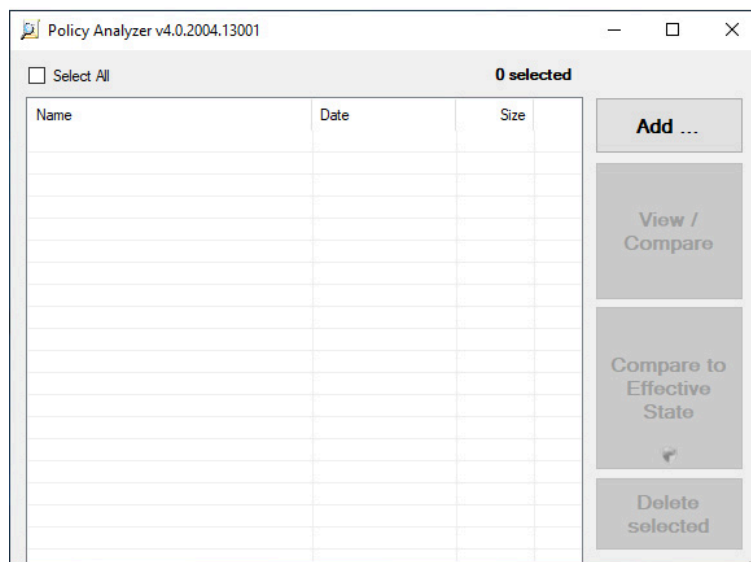 Policy Analyzer v4.0.2004.13001
Select All
0 selected
Name Date Size
Add ...
View /
Compare
Compare to
Effective
State
Delete
selected